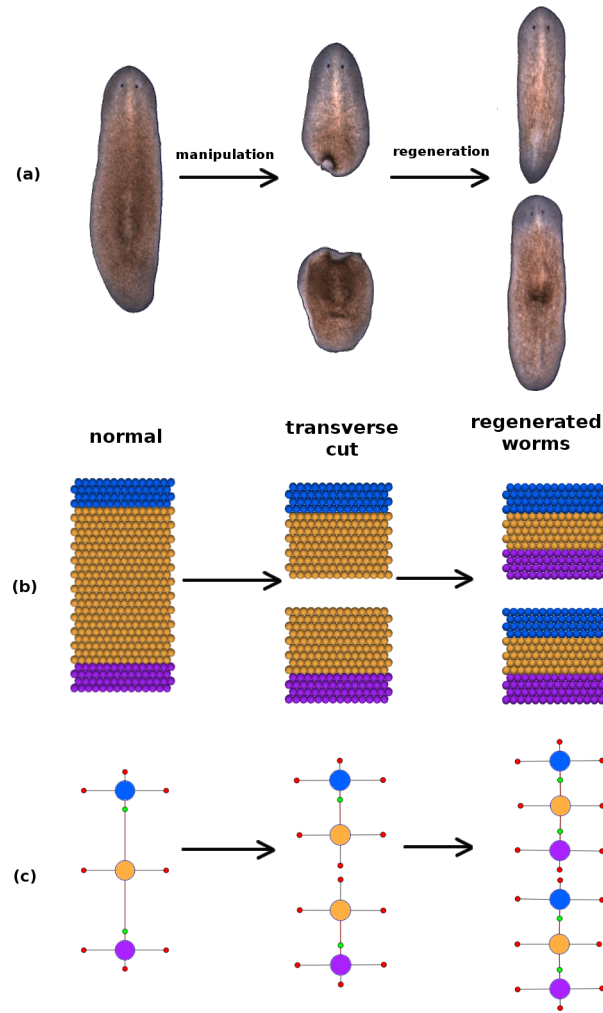 manipulation
regeneration
(a)
normal
transverse
cut
regenerated
worms
(b)
(c)